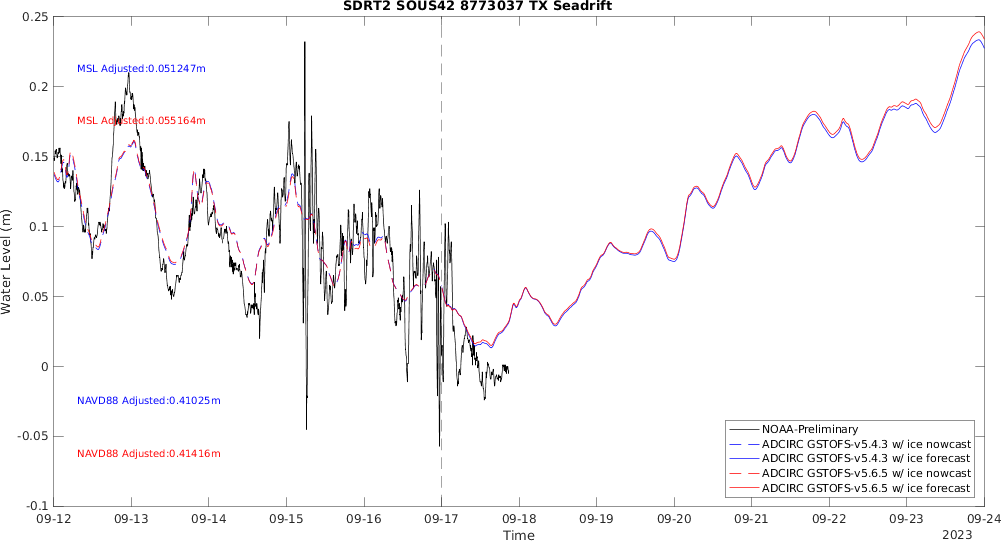 SDRT2 SOUS42 8773037 TX Seadrift
0.25
0.2
0.15
0.1
0.05
0
-0.05
-0.1
Water Level (m)
MSL Adjusted:0.051247m
MSL Adjusted:0.055164m
NAVD88 Adjusted:0.41025m
NAVD88 Adjusted:0.41416m
NOAA-Preliminary
ADCIRC GSTOFS-v5.4.3 w/ ice nowcast
ADCIRC GSTOFS-v5.4.3 w/ ice forecast
ADCIRC GSTOFS-v5.6.5 w/ ice nowcast
ADCIRC GSTOFS-v5.6.5 w/ ice forecast
09-12 09-13 09-14 09-15 09-16 09-17 09-18 09-19 09-20 09-21 09-22 09-23 09-24
Time
2023